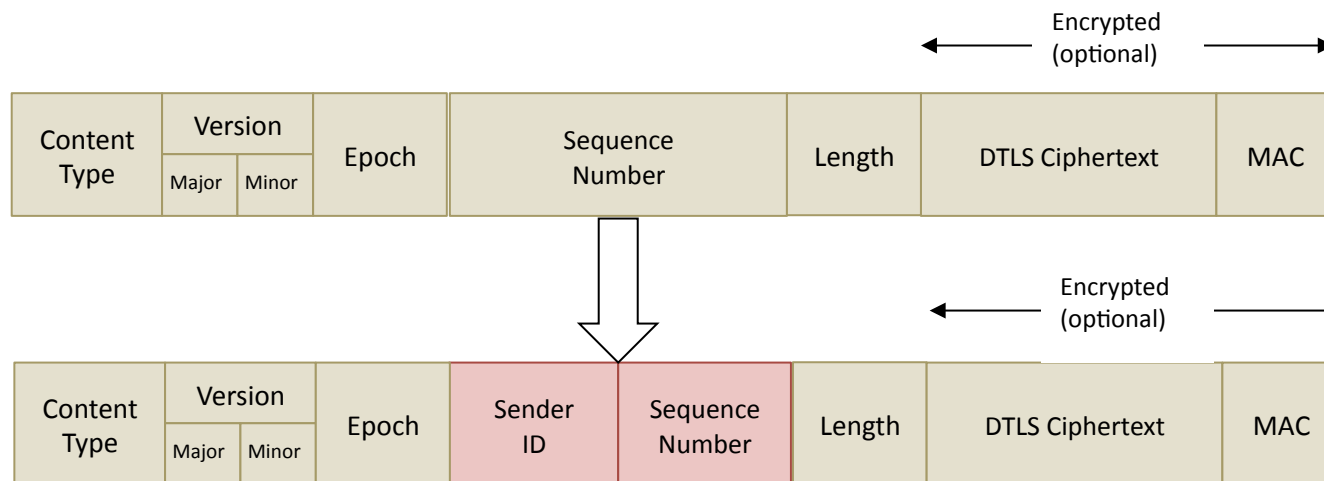 Encrypted
(optional)
Content
Type
Version
Major
Minor
Epoch
Sequence
Number
Length
DTLS Ciphertext
MAC
Encrypted
(optional)
Content
Type
Version
Major
Minor
Epoch
Sender
ID
Sequence
Number
Length
DTLS Ciphertext
MAC